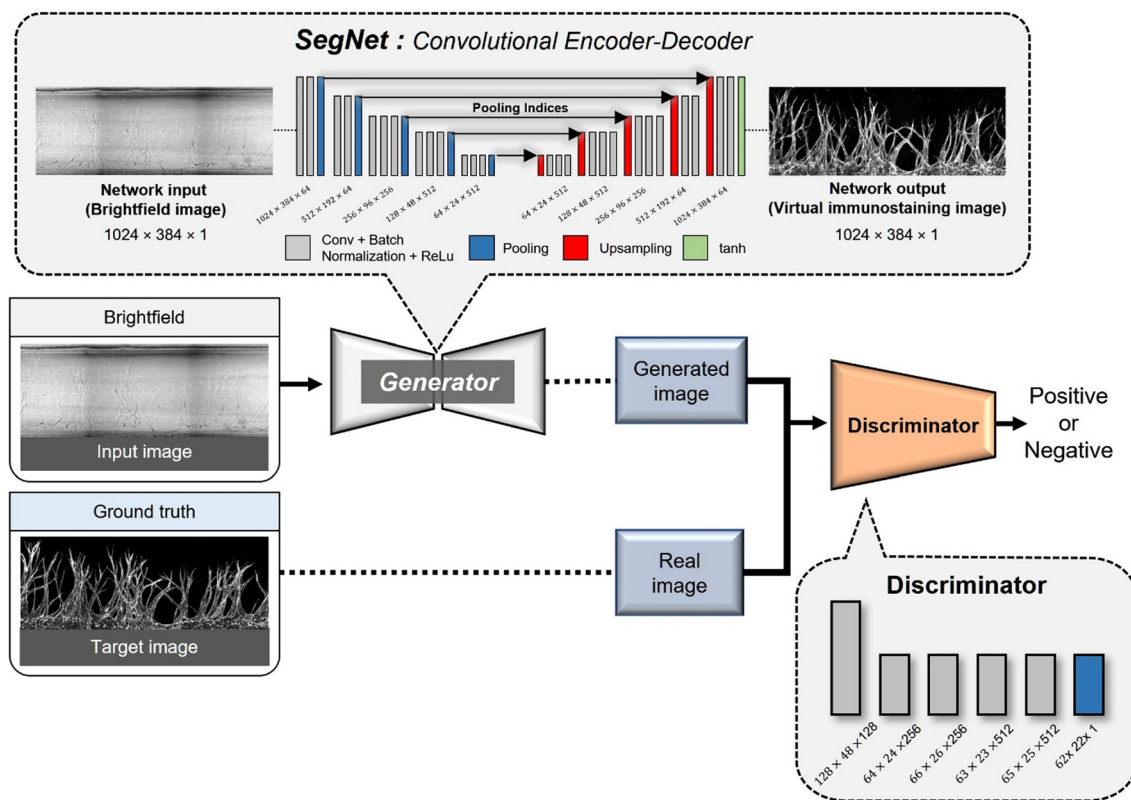 SegNet : Convolutional Encoder-Decoder
Pooling Indices
Network input
(Brightfield image)
1024 × 384 × 1
1024 × 384 × 64
512 × 192 × 64
256 × 96 × 256
128 × 48 × 512
64 × 24 × 512
64 × 24 × 512
128 × 48 × 512
256 × 96 × 256
512 × 192 × 64
1024 × 384 × 64
Network output
(Virtual immunostaining image)
1024 × 384 × 1
Conv + Batch
Normalization + ReLu
Pooling
Upsampling
tanh
Brightfield
Input image
Generator
Generated
image
Discriminator
Positive
or
Negative
Ground truth
Target image
Real
image
Discriminator
128 × 48 ×128
64 × 24 ×256
66 × 26 ×256
63 × 23 ×512
65 × 25 ×512
62x 22x 1